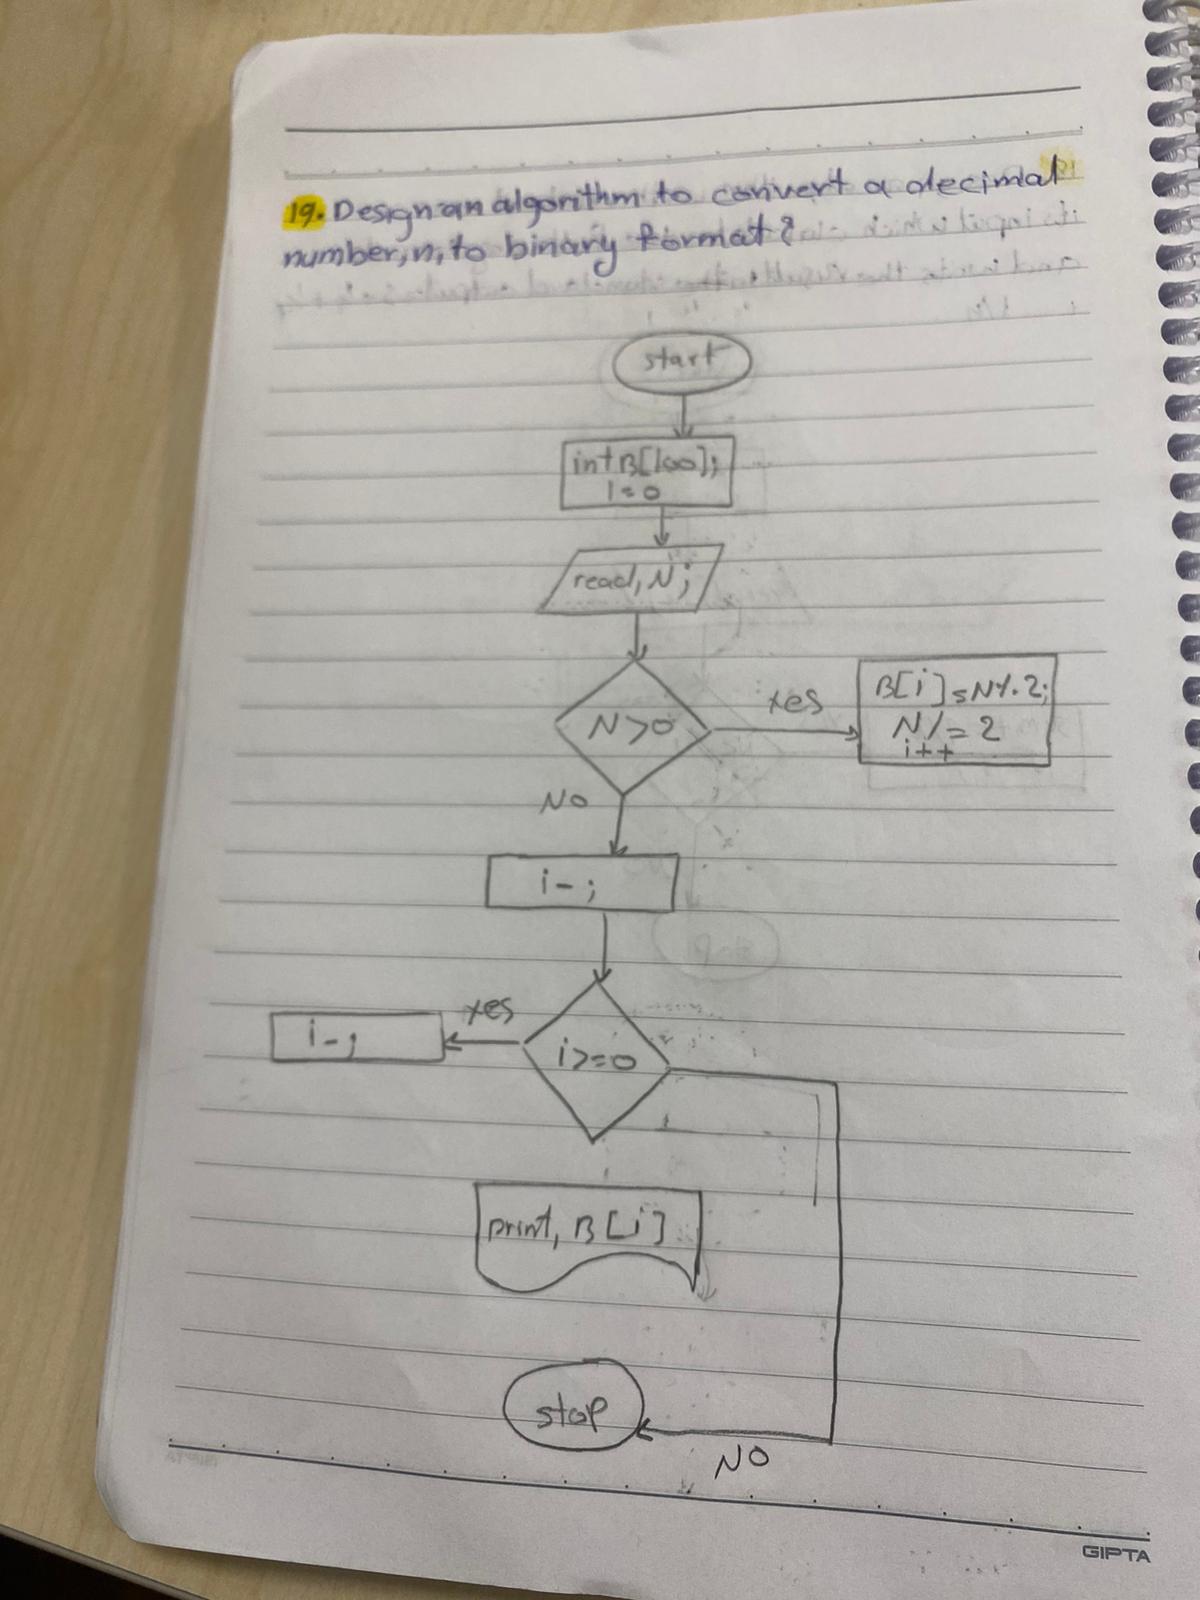 19. Design an algorithm to convert a decimal
number, n, to binary format?
start
int B[100];
i=0
read, N;
N>0
yes
B[i]=N%2;
N/=2
i++
NO
i-;
i>=0
yes
i-;
print, B[i]
stop
NO
GIPTA